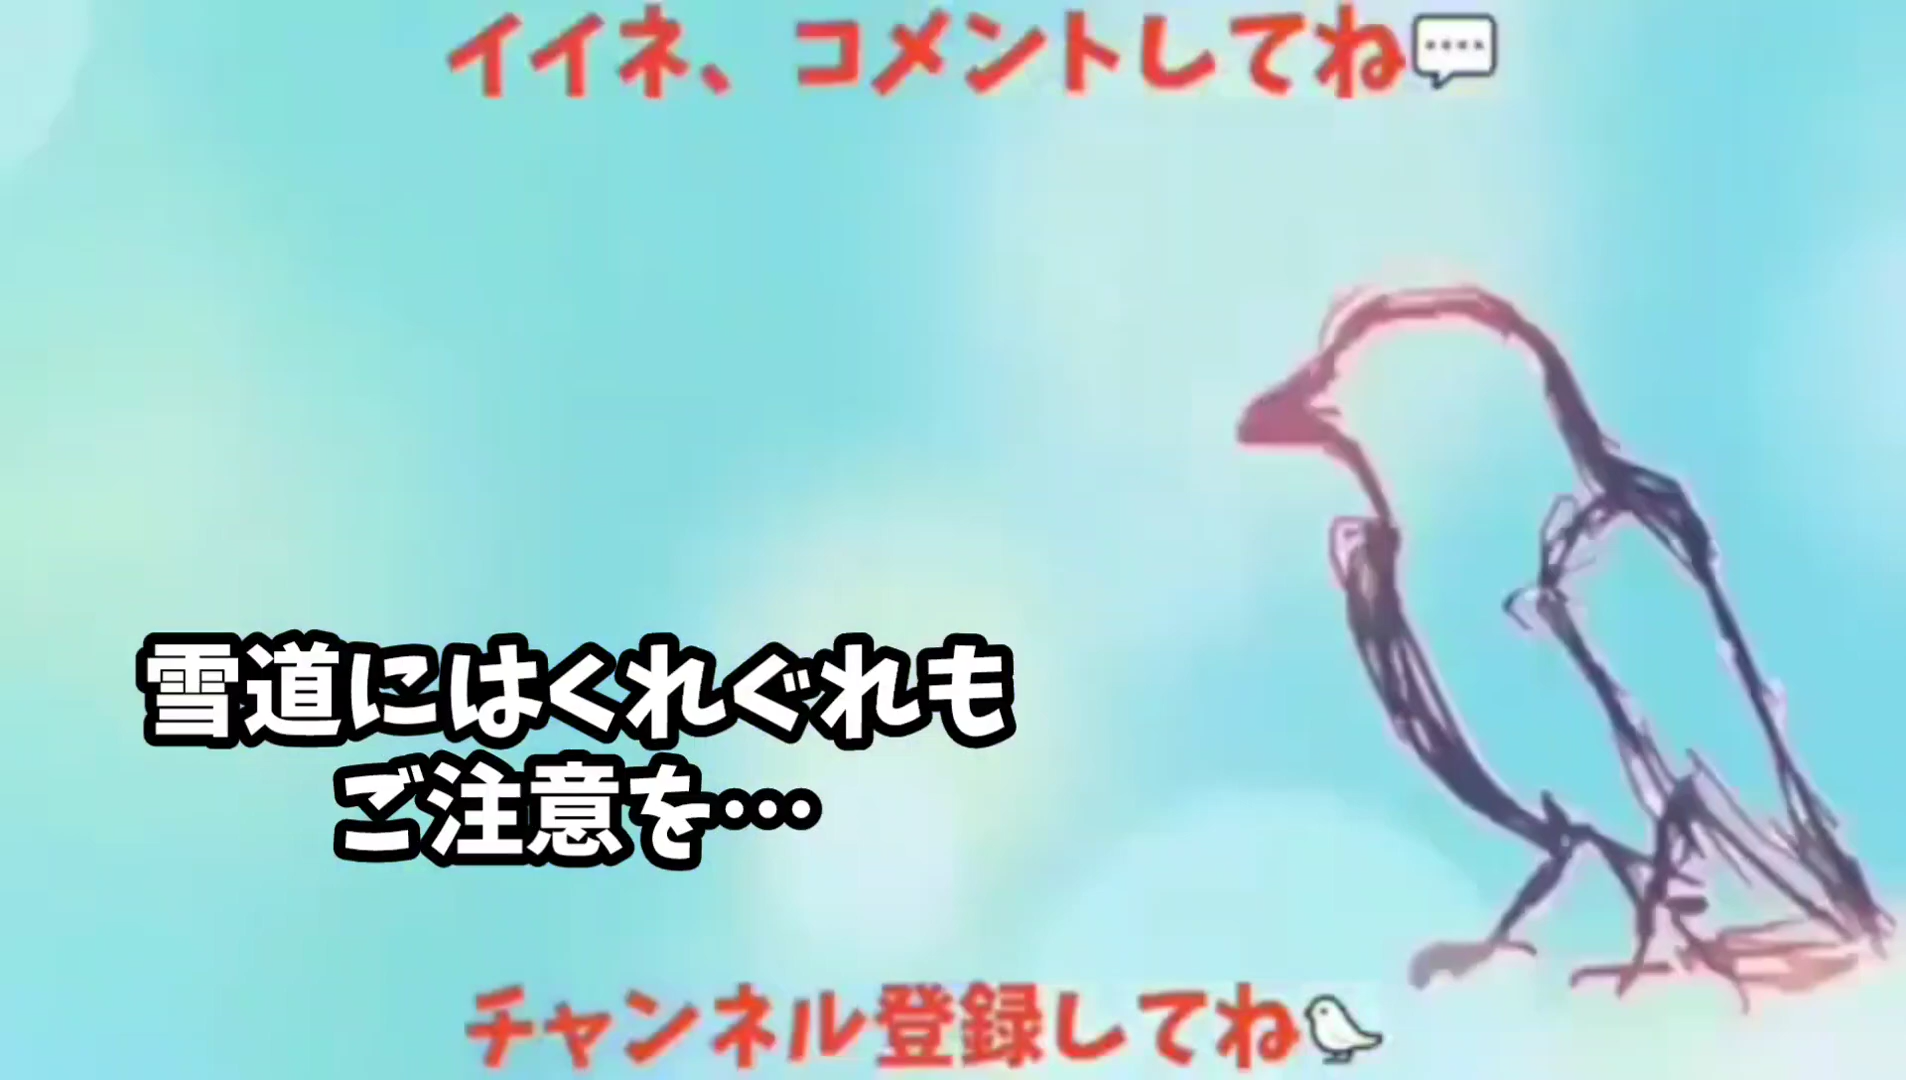 イイネ、コメントしてね💬
雪道にはくれぐれも
ご注意を…
チャンネル登録してね